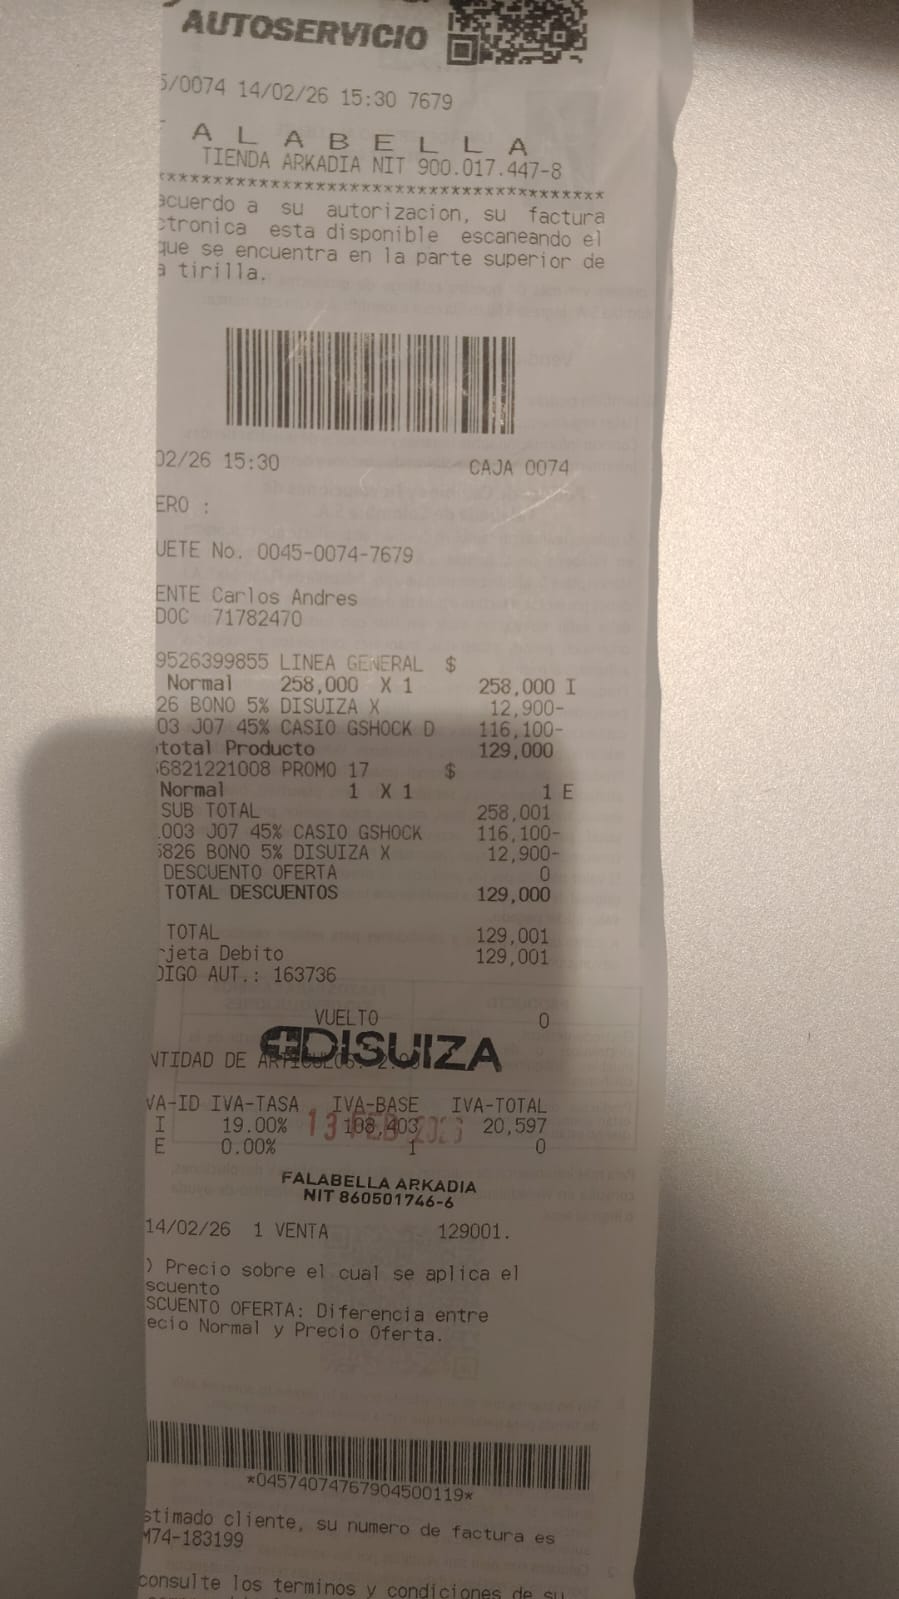 AUTOSERVICIO
5/0074 14/02/26 15:30 7679
A L A B E L L A
TIENDA ARKADIA NIT 900.017.447-8
*****************************************
acuerdo a su autorizacion, su factura
ctronica esta disponible escaneando el
que se encuentra en la parte superior de
a tirilla.
02/26 15:30 CAJA 0074
ERO :
UETE No. 0045-0074-7679
ENTE Carlos Andres
DOC 71782470
9526399855 LINEA GENERAL $
Normal 258,000 X 1 258,000 I
26 BONO 5% DISUIZA X 12,900-
03 J07 45% CASIO GSHOCK D 116,100-
total Producto 129,000
6821221008 PROMO 17 $
Normal 1 X 1 1 E
SUB TOTAL 258,001
.003 J07 45% CASIO GSHOCK 116,100-
5826 BONO 5% DISUIZA X 12,900-
DESCUENTO OFERTA 0
TOTAL DESCUENTOS 129,000
TOTAL 129,001
rjeta Debito 129,001
DIGO AUT.: 163736
VUELTO 0
DISUIZA
NTIDAD DE ARTICULOS: 2.00
VA-ID IVA-TASA IVA-BASE IVA-TOTAL
I 19.00% 108,403 20,597
13 FEB 2026
E 0.00% 1 0
FALABELLA ARKADIA
NIT 860501746-6
14/02/26 1 VENTA 129001.
) Precio sobre el cual se aplica el
scuento
SCUENTO OFERTA: Diferencia entre
ecio Normal y Precio Oferta.
*04574074767904500119*
stimado cliente, su numero de factura es
M74-183199
consulte los terminos y condiciones de su